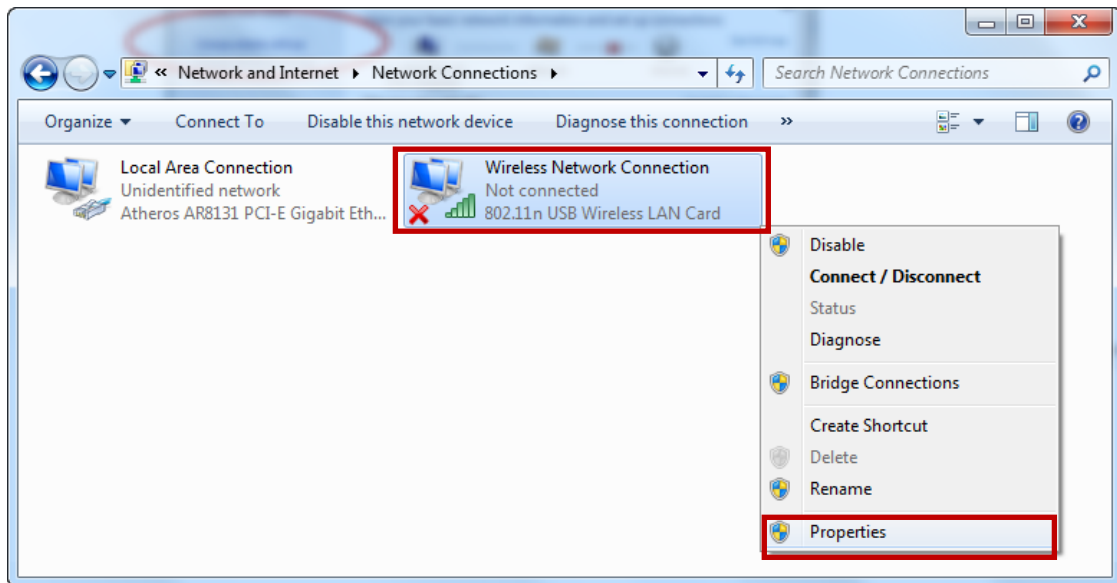 « Network and Internet ▸ Network Connections ▸
Search Network Connections
Organize ▾ Connect To Disable this network device Diagnose this connection »
Local Area Connection
Unidentified network
Atheros AR8131 PCI-E Gigabit Eth...
Wireless Network Connection
Not connected
802.11n USB Wireless LAN Card
Disable
Connect / Disconnect
Status
Diagnose
Bridge Connections
Create Shortcut
Delete
Rename
Properties